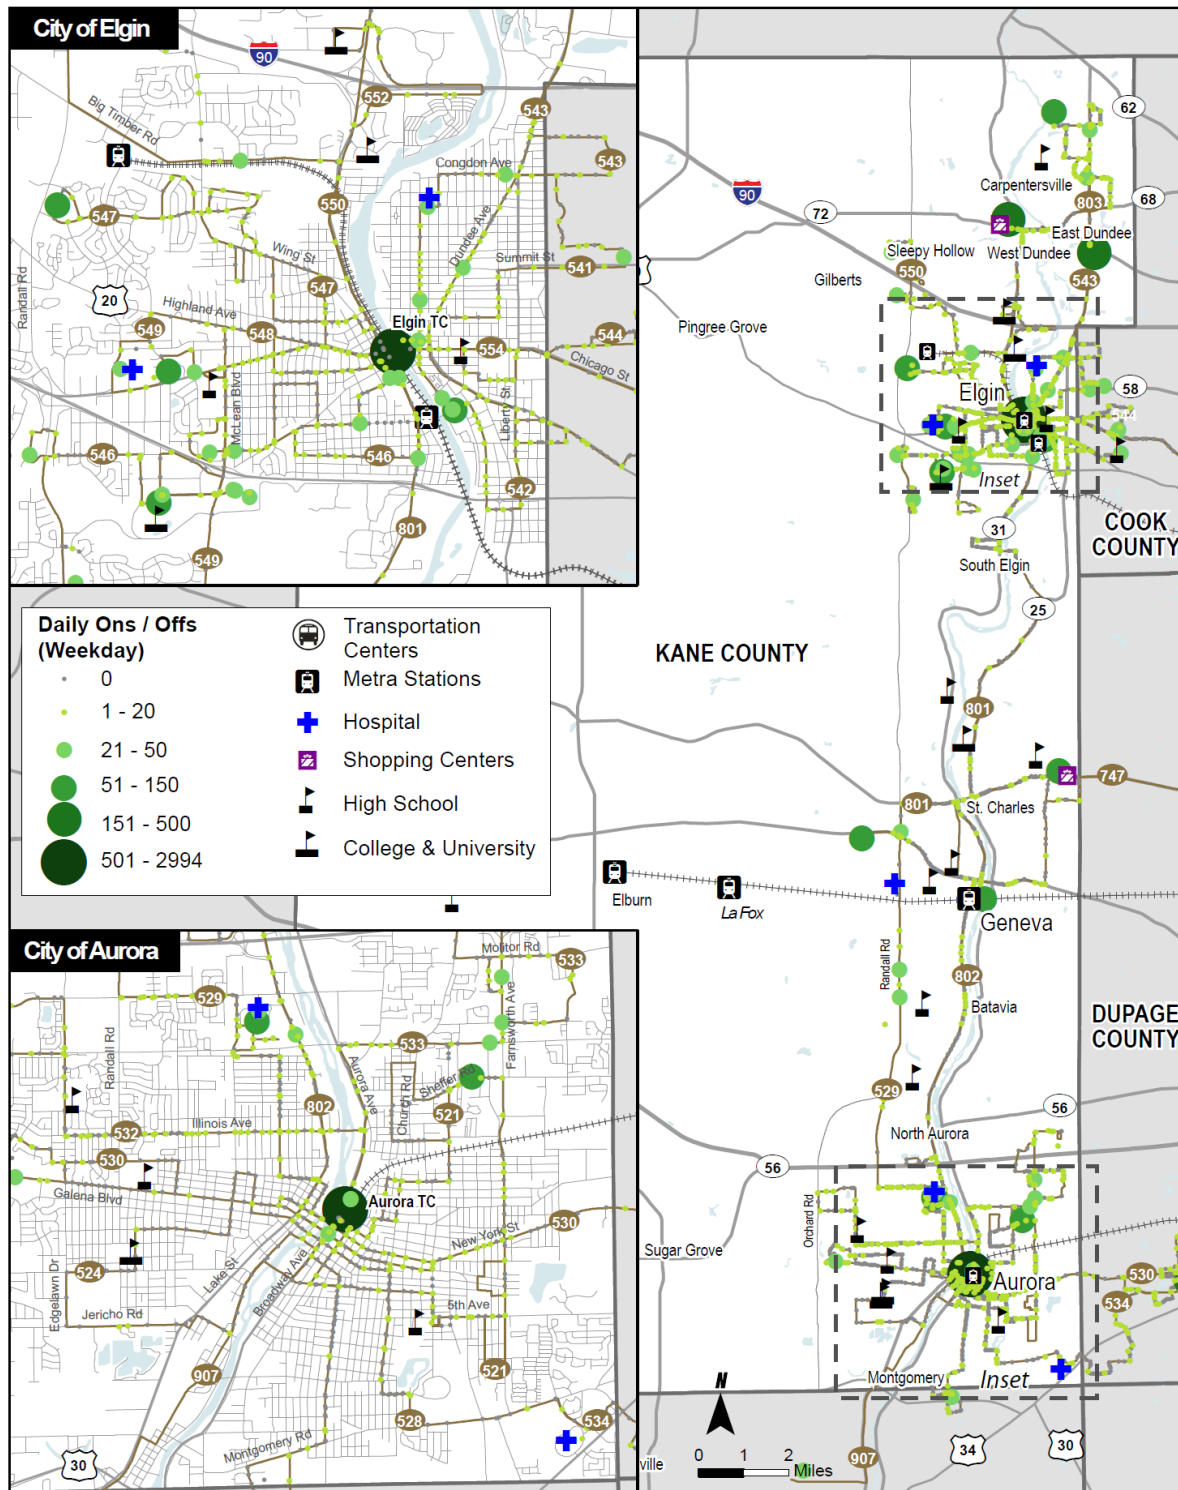 City of Elgin
90
552
543
Big Timber Rd
Congdon Ave
543
547
550
Dundee Ave
Wing St
Summit St
541
Randall Rd
20
547
Highland Ave
549
548
Elgin TC
544
554
Chicago St
McLean Blvd
Liberty St
546
546
542
801
549
62
Carpentersville
90
72
803
68
East Dundee
Sleepy Hollow
West Dundee
550
543
Gilberts
Pingree Grove
58
Elgin
544
Inset
31
COOK
COUNTY
South Elgin
25
KANE COUNTY
801
747
801
St. Charles
Elburn
La Fox
Geneva
Randall Rd
802
Batavia
DUPAGE
COUNTY
529
56
North Aurora
56
Orchard Rd
Sugar Grove
530
Aurora
534
Montgomery
Inset
N
34
30
907
ville
0 1 2
Miles
Daily Ons / Offs
(Weekday)
0
1 - 20
21 - 50
51 - 150
151 - 500
501 - 2994
Transportation
Centers
Metra Stations
Hospital
Shopping Centers
High School
College & University
City of Aurora
Molitor Rd
533
529
Farnsworth Ave
Randall Rd
533
Aurora Ave
Church Rd
Sheffer Rd
802
521
Illinois Ave
532
530
Galena Blvd
Aurora TC
New York St
530
Lake St
Broadway Ave
524
Edgelawn Dr
Jericho Rd
5th Ave
907
521
528
534
Montgomery Rd
30